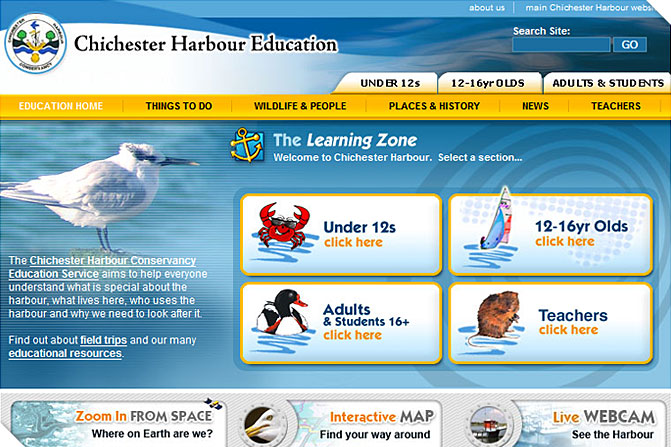 about us
main Chichester Harbour website
CHICHESTER HARBOUR
CONSERVANCY
Chichester Harbour Education
Search Site:
GO
UNDER 12s
12-16yr OLDS
ADULTS & STUDENTS
EDUCATION HOME
THINGS TO DO
WILDLIFE & PEOPLE
PLACES & HISTORY
NEWS
TEACHERS
The Learning Zone
Welcome to Chichester Harbour. Select a section...
Under 12s
click here
12-16yr Olds
click here
The Chichester Harbour Conservancy
Education Service aims to help everyone
understand what is special about the
harbour, what lives here, who uses the
harbour and why we need to look after it.
Find out about field trips and our many
educational resources.
Adults
& Students 16+
click here
Teachers
click here
Zoom In FROM SPACE
Where on Earth are we?
Interactive MAP
Find your way around
Live WEBCAM
See the Harbour